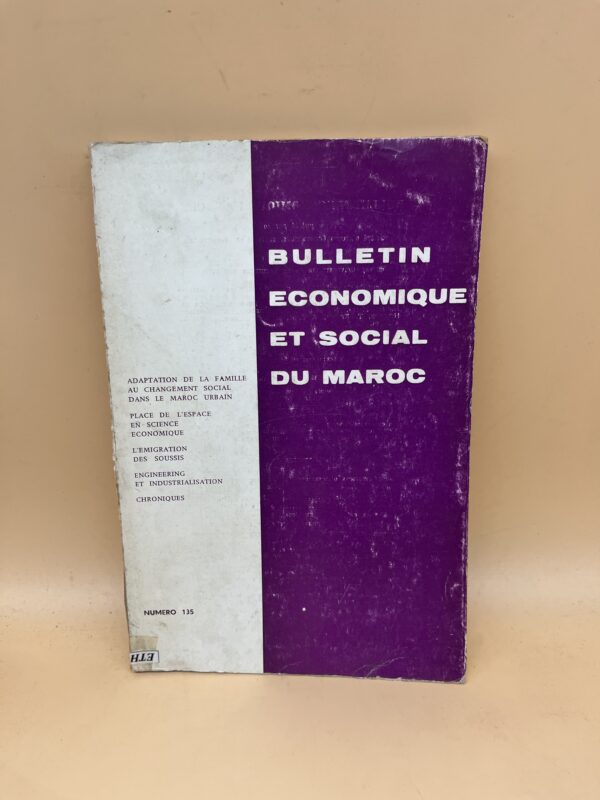 BULLETIN
ECONOMIQUE
ET SOCIAL
DU MAROC
ADAPTATION DE LA FAMILLE
AU CHANGEMENT SOCIAL
DANS LE MAROC URBAIN
PLACE DE L'ESPACE
EN SCIENCE
ECONOMIQUE
L'EMIGRATION
DES SOUSSIS
ENGINEERING
ET INDUSTRIALISATION
CHRONIQUES
NUMERO 135
ETH